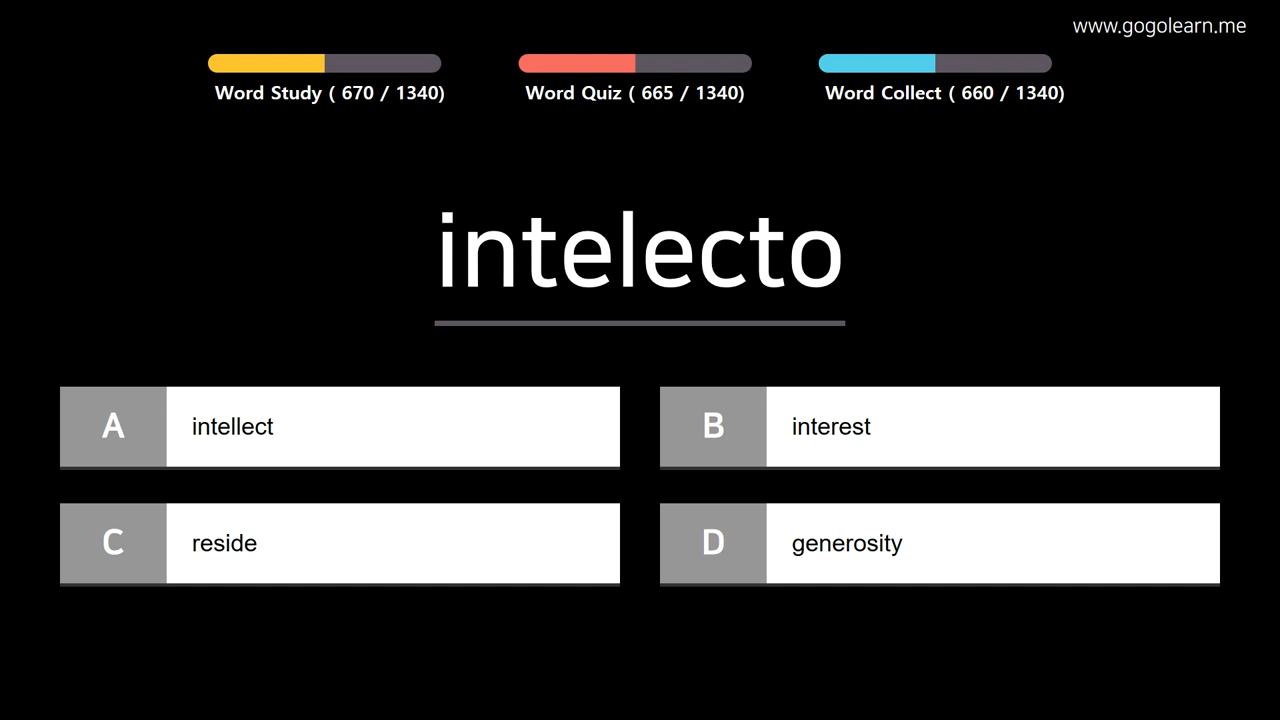 www.gogolearn.me
Word Study ( 670 / 1340)
Word Quiz ( 665 / 1340)
Word Collect ( 660 / 1340)
intelecto
A intellect
B interest
C reside
D generosity